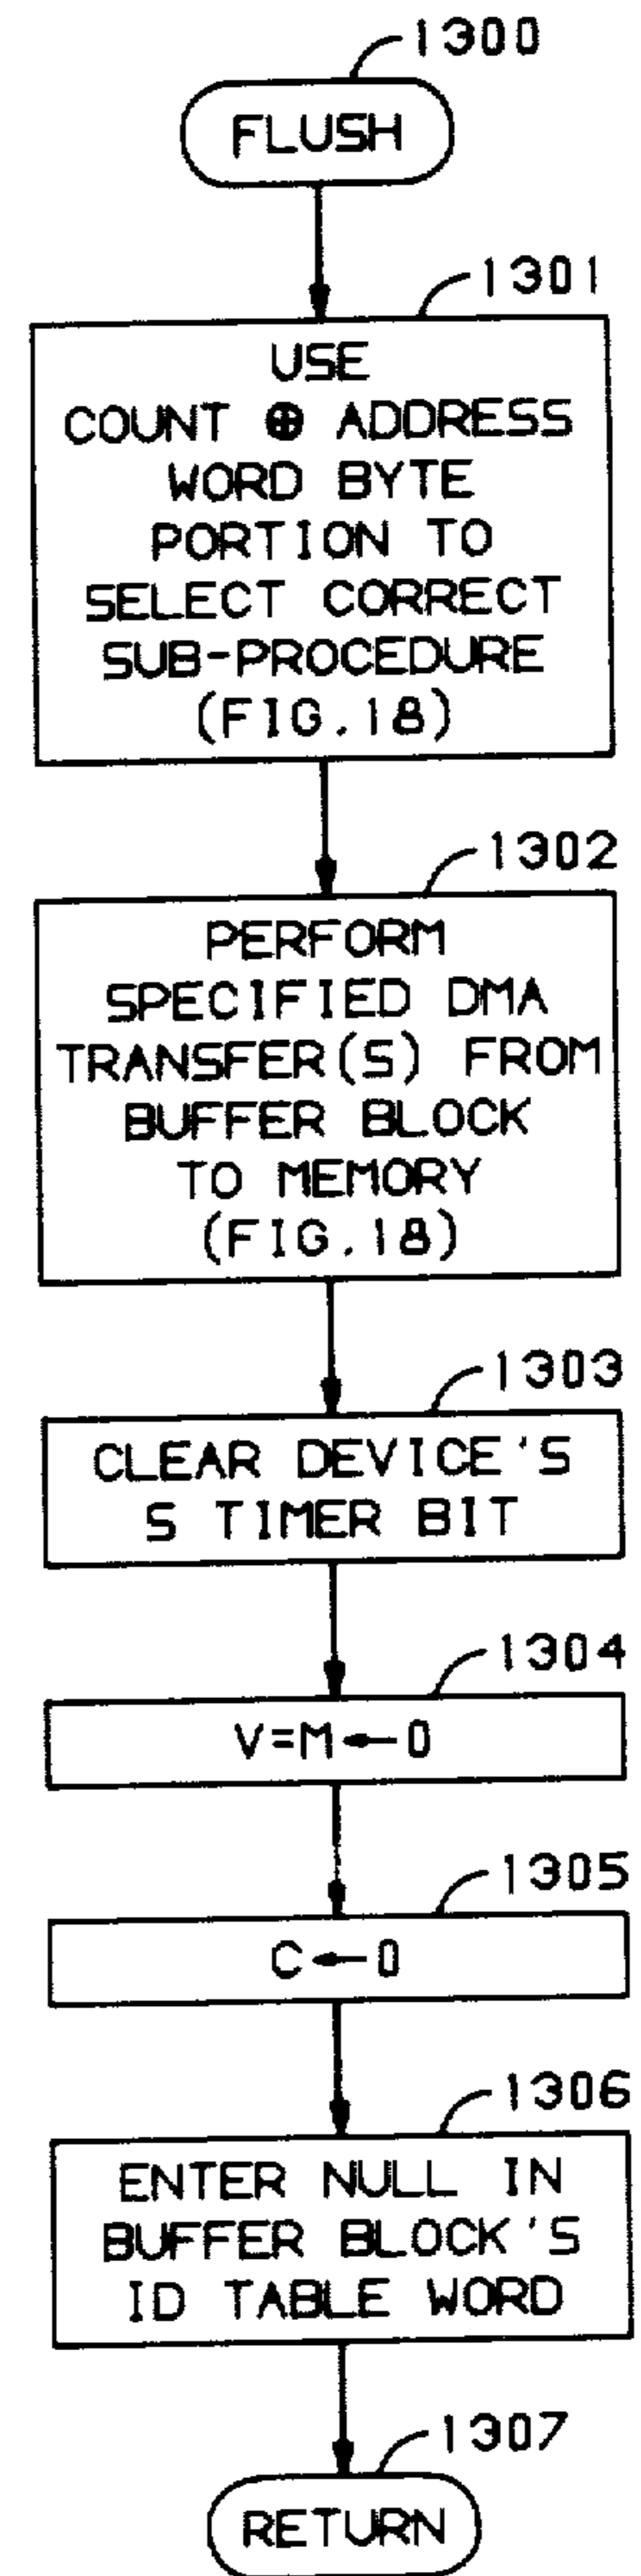 1300
FLUSH
1301
USE
COUNT ⊕ ADDRESS
WORD BYTE
PORTION TO
SELECT CORRECT
SUB-PROCEDURE
(FIG.18)
1302
PERFORM
SPECIFIED DMA
TRANSFER(S) FROM
BUFFER BLOCK
TO MEMORY
(FIG.18)
1303
CLEAR DEVICE'S
S TIMER BIT
1304
V=M←0
1305
C←0
1306
ENTER NULL IN
BUFFER BLOCK'S
ID TABLE WORD
1307
RETURN